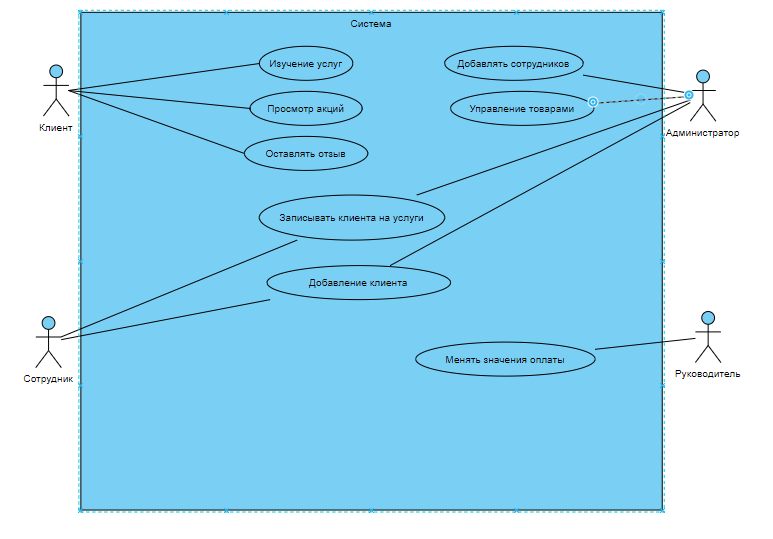 Система
Изучение услуг
Добавлять сотрудников
Просмотр акций
Управление товарами
Клиент
Администратор
Оставлять отзыв
Записывать клиента на услуги
Добавление клиента
Менять значения оплаты
Сотрудник
Руководитель